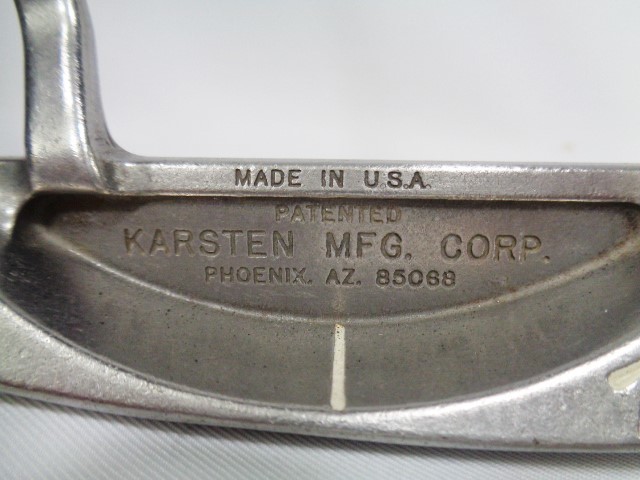 MADE IN U.S.A.
PATENTED
KARSTEN MFG. CORP.
PHOENIX. AZ. 85068